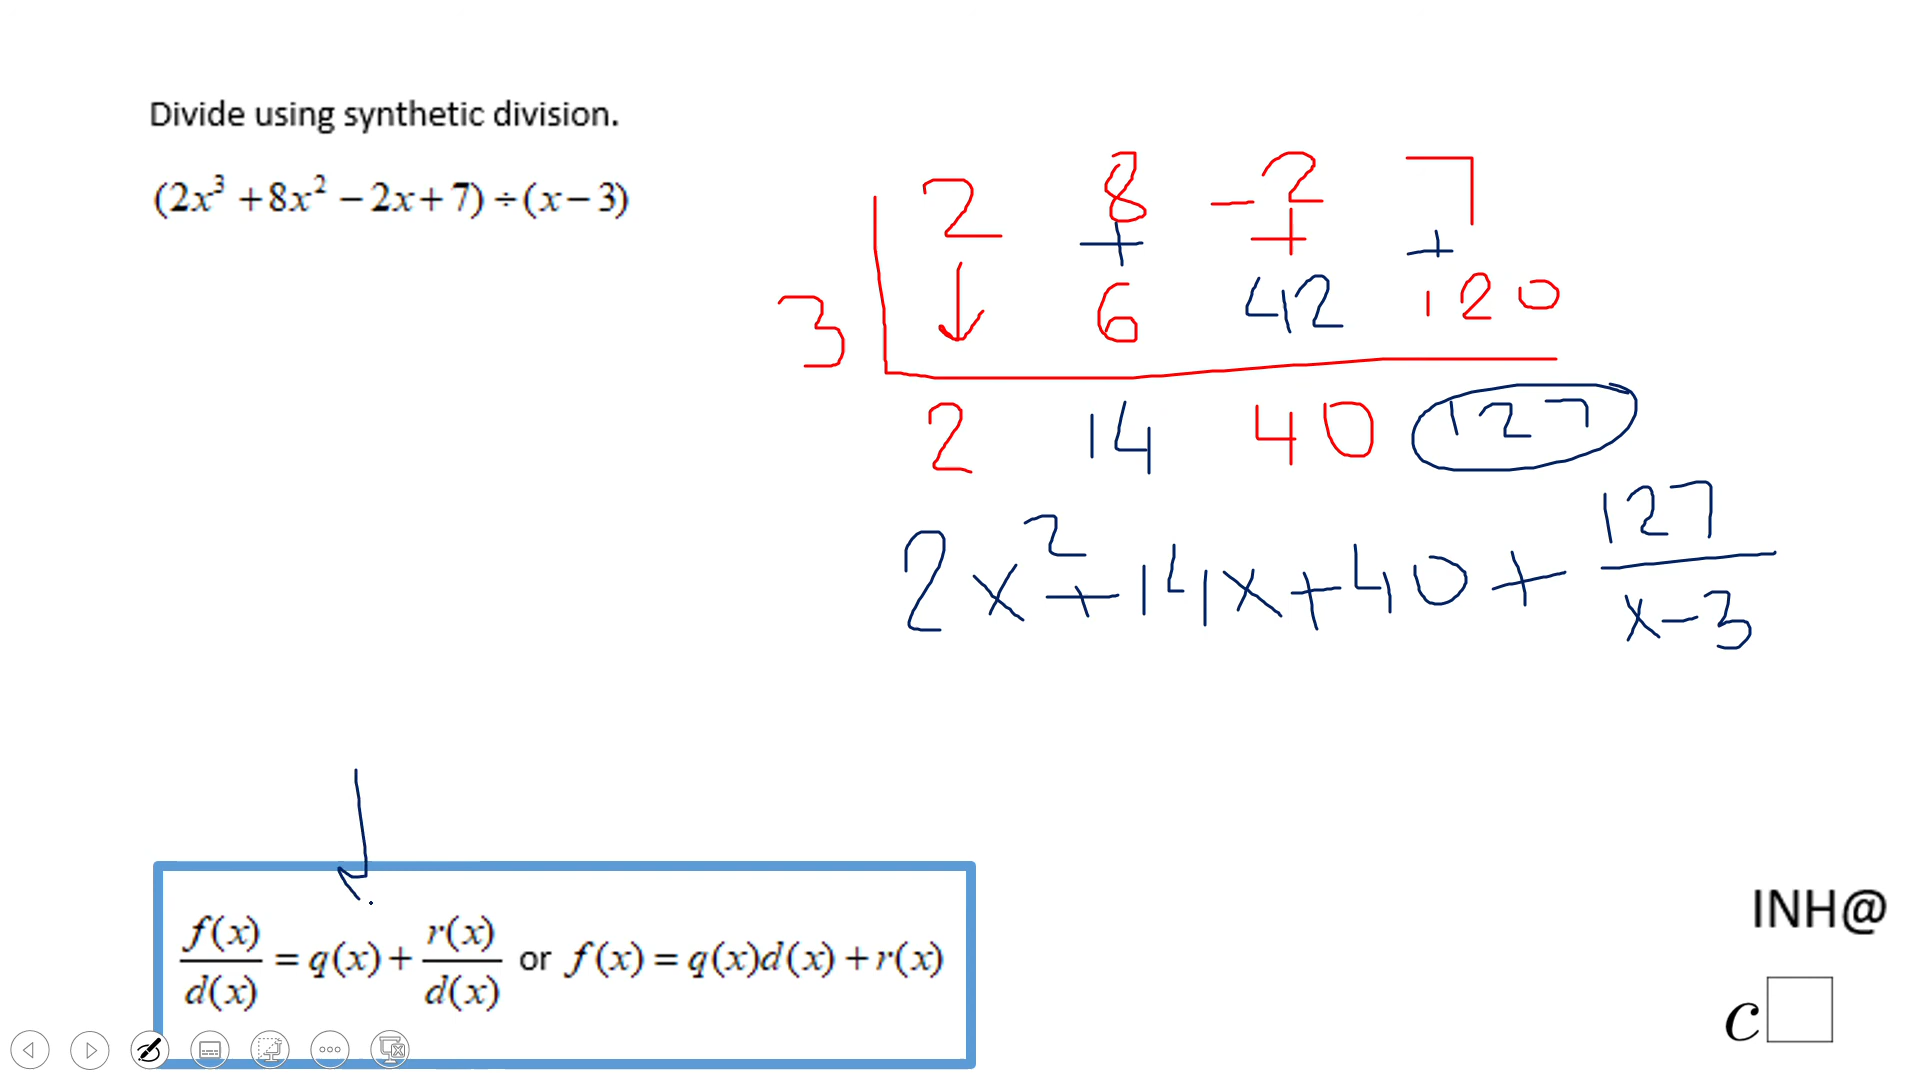 Divide using synthetic division.
(2x³ + 8x² − 2x + 7) ÷ (x − 3)
2 8 −2 7
+ + +
3 6 42 120
2 14 40 127
2x² + 14x + 40 + 127/(x − 3)
f(x)/d(x) = q(x) + r(x)/d(x) or f(x) = q(x)d(x) + r(x)
INH@
c